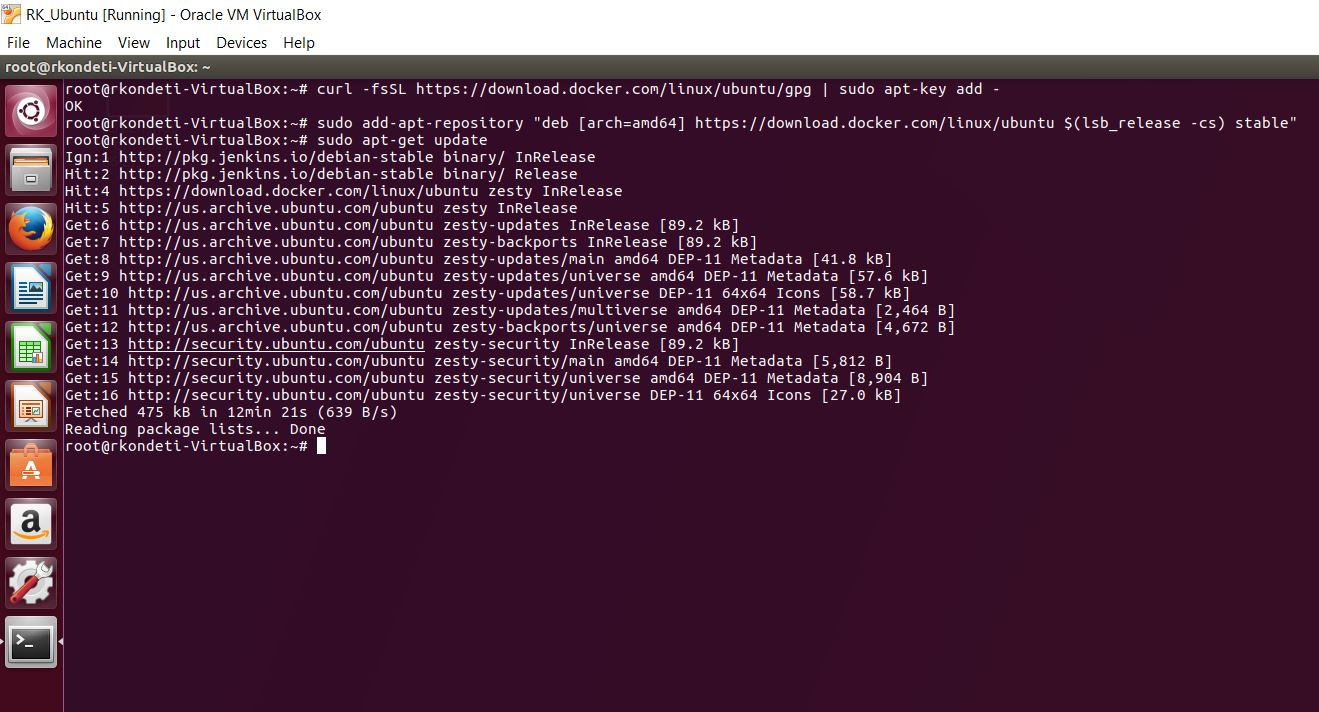 RK_Ubuntu [Running] - Oracle VM VirtualBox
File Machine View Input Devices Help
root@rkondeti-VirtualBox: ~
root@rkondeti-VirtualBox:~# curl -fsSL https://download.docker.com/linux/ubuntu/gpg | sudo apt-key add -
OK
root@rkondeti-VirtualBox:~# sudo add-apt-repository "deb [arch=amd64] https://download.docker.com/linux/ubuntu $(lsb_release -cs) stable"
root@rkondeti-VirtualBox:~# sudo apt-get update
Ign:1 http://pkg.jenkins.io/debian-stable binary/ InRelease
Hit:2 http://pkg.jenkins.io/debian-stable binary/ Release
Hit:4 https://download.docker.com/linux/ubuntu zesty InRelease
Hit:5 http://us.archive.ubuntu.com/ubuntu zesty InRelease
Get:6 http://us.archive.ubuntu.com/ubuntu zesty-updates InRelease [89.2 kB]
Get:7 http://us.archive.ubuntu.com/ubuntu zesty-backports InRelease [89.2 kB]
Get:8 http://us.archive.ubuntu.com/ubuntu zesty-updates/main amd64 DEP-11 Metadata [41.8 kB]
Get:9 http://us.archive.ubuntu.com/ubuntu zesty-updates/universe amd64 DEP-11 Metadata [57.6 kB]
Get:10 http://us.archive.ubuntu.com/ubuntu zesty-updates/universe DEP-11 64x64 Icons [58.7 kB]
Get:11 http://us.archive.ubuntu.com/ubuntu zesty-updates/multiverse amd64 DEP-11 Metadata [2,464 B]
Get:12 http://us.archive.ubuntu.com/ubuntu zesty-backports/universe amd64 DEP-11 Metadata [4,672 B]
Get:13 http://security.ubuntu.com/ubuntu zesty-security InRelease [89.2 kB]
Get:14 http://security.ubuntu.com/ubuntu zesty-security/main amd64 DEP-11 Metadata [5,812 B]
Get:15 http://security.ubuntu.com/ubuntu zesty-security/universe amd64 DEP-11 Metadata [8,904 B]
Get:16 http://security.ubuntu.com/ubuntu zesty-security/universe DEP-11 64x64 Icons [27.0 kB]
Fetched 475 kB in 12min 21s (639 B/s)
Reading package lists... Done
root@rkondeti-VirtualBox:~#